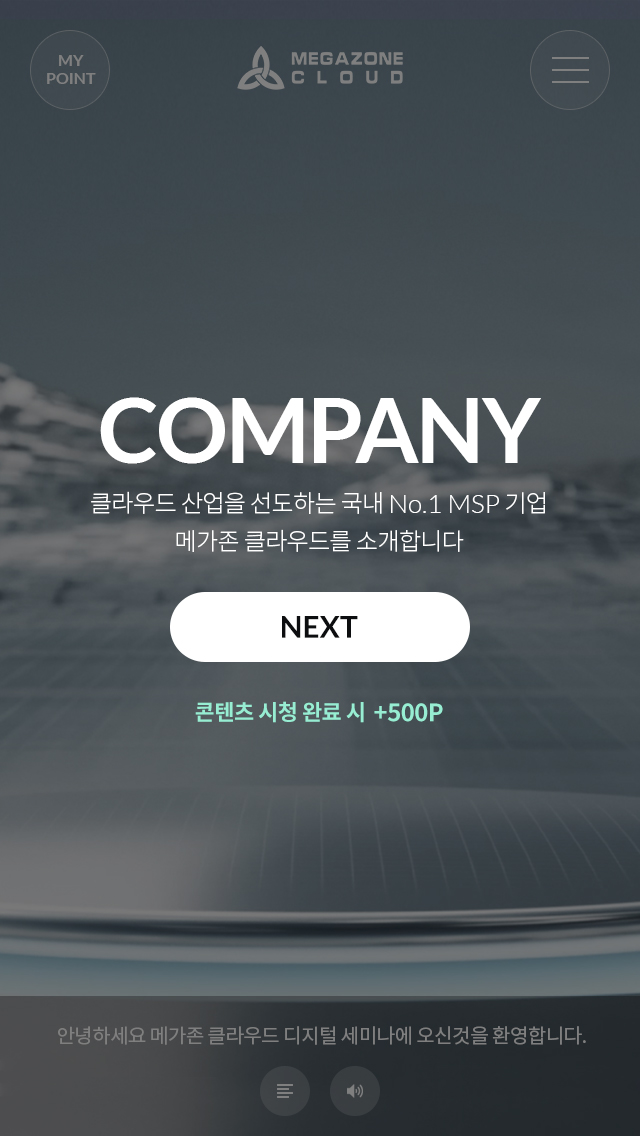 MY
POINT
MEGAZONE
CLOUD
COMPANY
클라우드 산업을 선도하는 국내 No.1 MSP 기업
메가존 클라우드를 소개합니다
NEXT
콘텐츠 시청 완료 시 +500P
안녕하세요 메가존 클라우드 디지털 세미나에 오신것을 환영합니다.